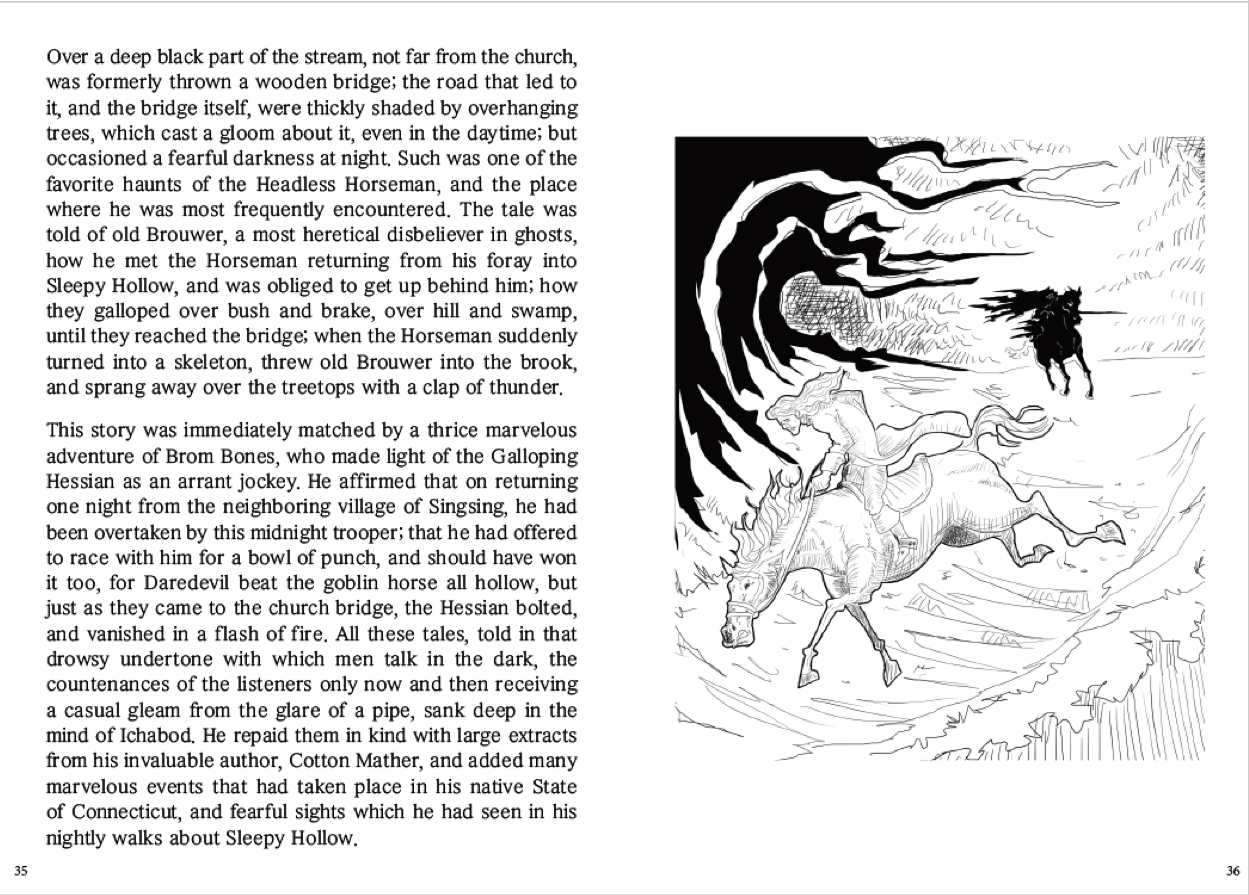 Over a deep black part of the stream, not far from the church,
was formerly thrown a wooden bridge; the road that led to
it, and the bridge itself, were thickly shaded by overhanging
trees, which cast a gloom about it, even in the daytime; but
occasioned a fearful darkness at night. Such was one of the
favorite haunts of the Headless Horseman, and the place
where he was most frequently encountered. The tale was
told of old Brouwer, a most heretical disbeliever in ghosts,
how he met the Horseman returning from his foray into
Sleepy Hollow, and was obliged to get up behind him; how
they galloped over bush and brake, over hill and swamp,
until they reached the bridge; when the Horseman suddenly
turned into a skeleton, threw old Brouwer into the brook,
and sprang away over the treetops with a clap of thunder.
This story was immediately matched by a thrice marvelous
adventure of Brom Bones, who made light of the Galloping
Hessian as an arrant jockey. He affirmed that on returning
one night from the neighboring village of Singsing, he had
been overtaken by this midnight trooper; that he had offered
to race with him for a bowl of punch, and should have won
it too, for Daredevil beat the goblin horse all hollow, but
just as they came to the church bridge, the Hessian bolted,
and vanished in a flash of fire. All these tales, told in that
drowsy undertone with which men talk in the dark, the
countenances of the listeners only now and then receiving
a casual gleam from the glare of a pipe, sank deep in the
mind of Ichabod. He repaid them in kind with large extracts
from his invaluable author, Cotton Mather, and added many
marvelous events that had taken place in his native State
of Connecticut, and fearful sights which he had seen in his
nightly walks about Sleepy Hollow.
35
36